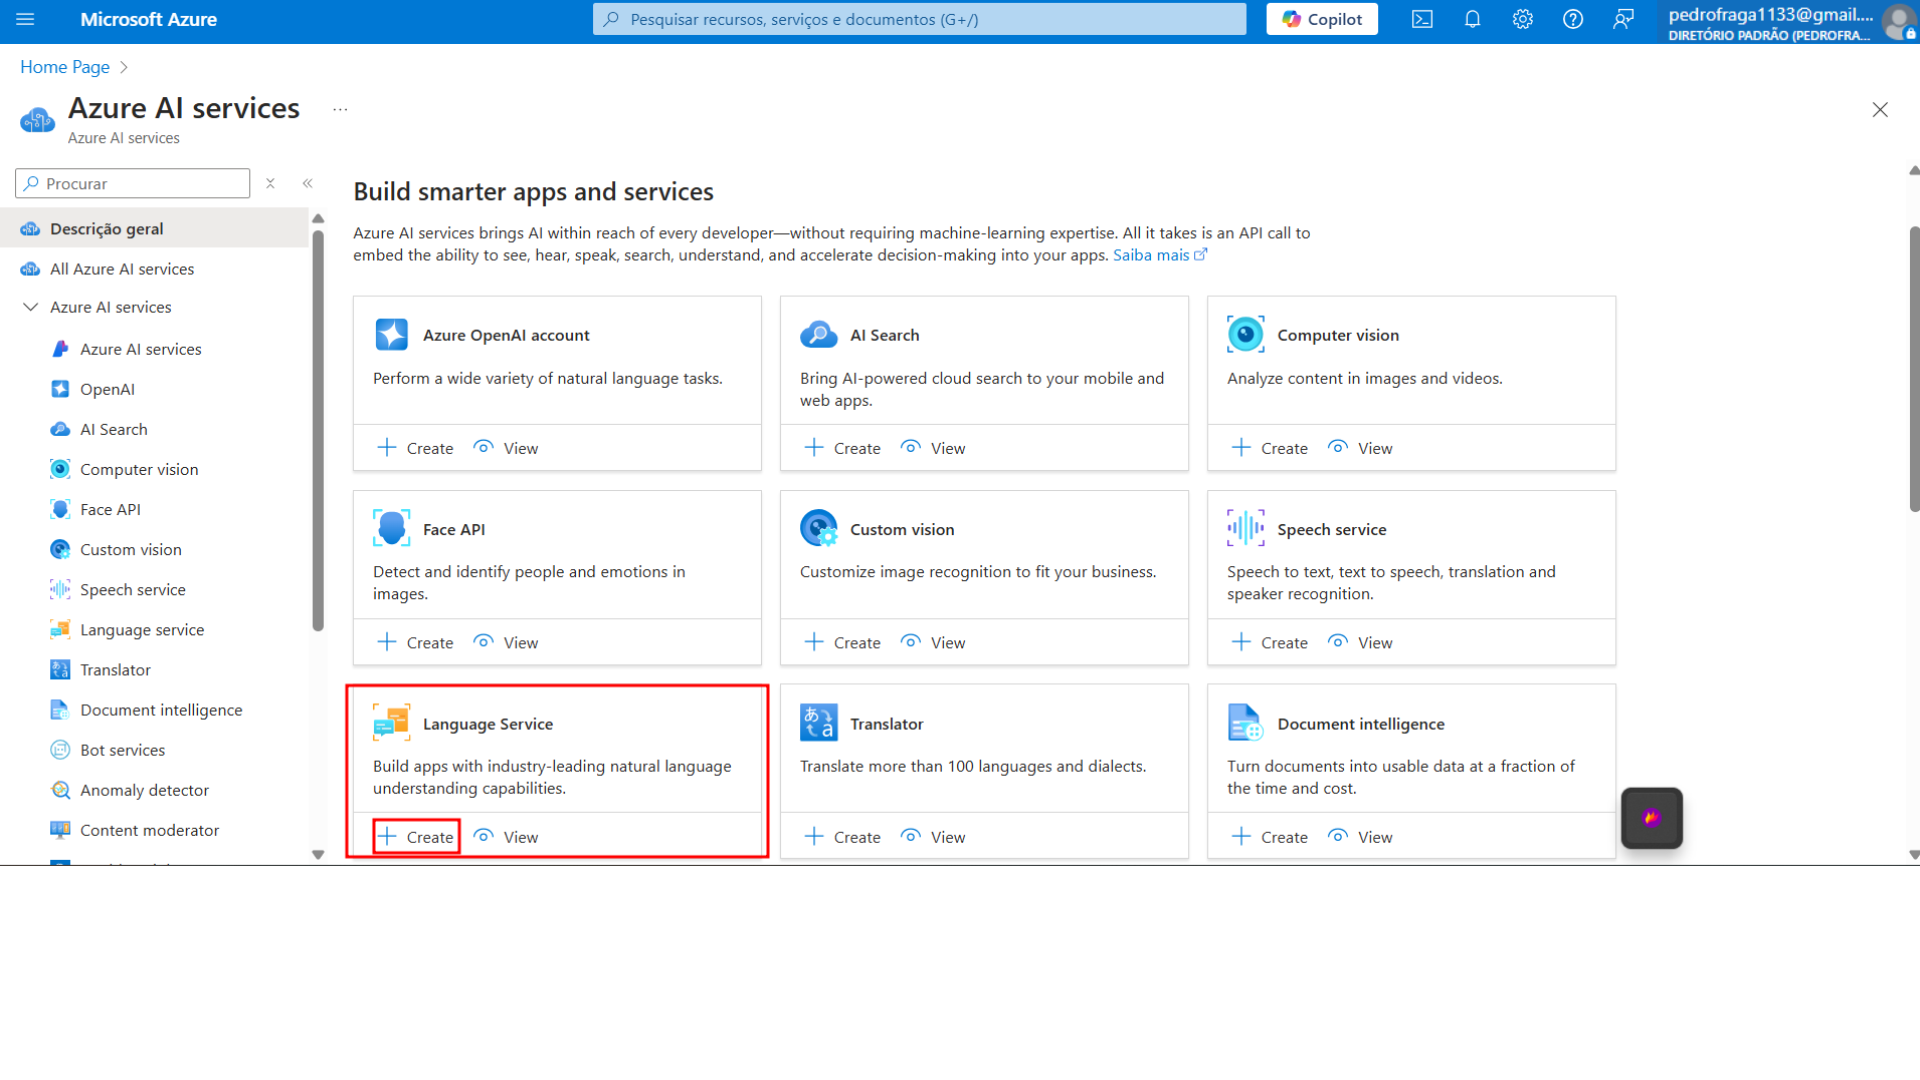 Microsoft Azure
Pesquisar recursos, serviços e documentos (G+/)
Copilot
pedrofraga1133@gmail....
DIRETÓRIO PADRÃO (PEDROFRA...
Home Page
Azure AI services
...
Azure AI services
Procurar
Descrição geral
All Azure AI services
Azure AI services
Azure AI services
OpenAI
AI Search
Computer vision
Face API
Custom vision
Speech service
Language service
Translator
Document intelligence
Bot services
Anomaly detector
Content moderator
Build smarter apps and services
Azure AI services brings AI within reach of every developer—without requiring machine-learning expertise. All it takes is an API call to
embed the ability to see, hear, speak, search, understand, and accelerate decision-making into your apps. Saiba mais
Azure OpenAI account
Perform a wide variety of natural language tasks.
Create View
AI Search
Bring AI-powered cloud search to your mobile and
web apps.
Create View
Computer vision
Analyze content in images and videos.
Create View
Face API
Detect and identify people and emotions in
images.
Create View
Custom vision
Customize image recognition to fit your business.
Create View
Speech service
Speech to text, text to speech, translation and
speaker recognition.
Create View
Language Service
Build apps with industry-leading natural language
understanding capabilities.
Create View
Translator
Translate more than 100 languages and dialects.
Create View
Document intelligence
Turn documents into usable data at a fraction of
the time and cost.
Create View